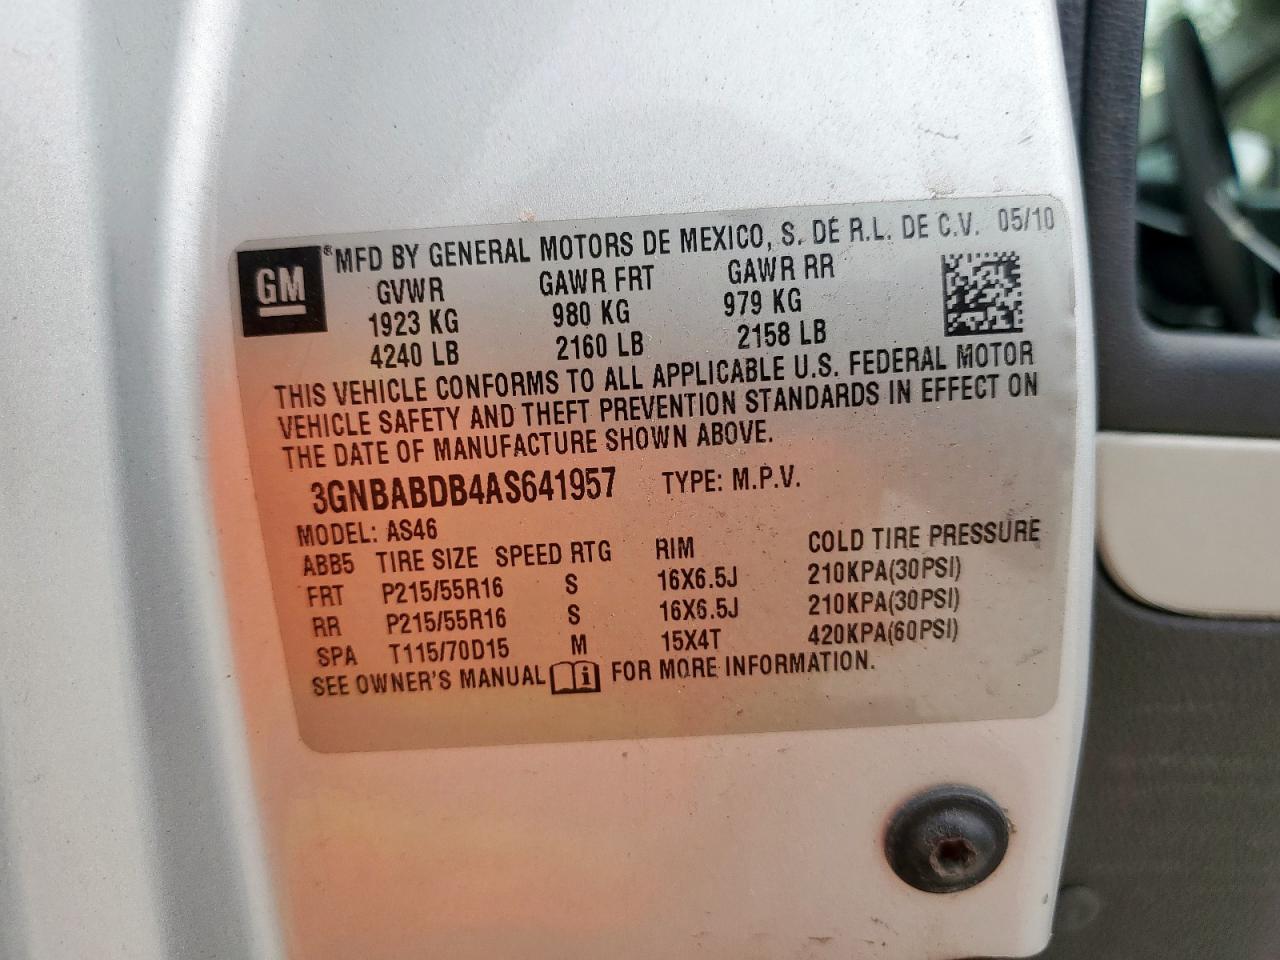 GM ® MFD BY GENERAL MOTORS DE MEXICO, S. DE R.L. DE C.V. 05/10
GVWR GAWR FRT GAWR RR
1923 KG 980 KG 979 KG
4240 LB 2160 LB 2158 LB
THIS VEHICLE CONFORMS TO ALL APPLICABLE U.S. FEDERAL MOTOR
VEHICLE SAFETY AND THEFT PREVENTION STANDARDS IN EFFECT ON
THE DATE OF MANUFACTURE SHOWN ABOVE.
3GNBABDB4AS641957 TYPE: M.P.V.
MODEL: AS46
ABB5 TIRE SIZE SPEED RTG RIM COLD TIRE PRESSURE
FRT P215/55R16 S 16X6.5J 210KPA(30PSI)
RR P215/55R16 S 16X6.5J 210KPA(30PSI)
SPA T115/70D15 M 15X4T 420KPA(60PSI)
SEE OWNER'S MANUAL i FOR MORE INFORMATION.